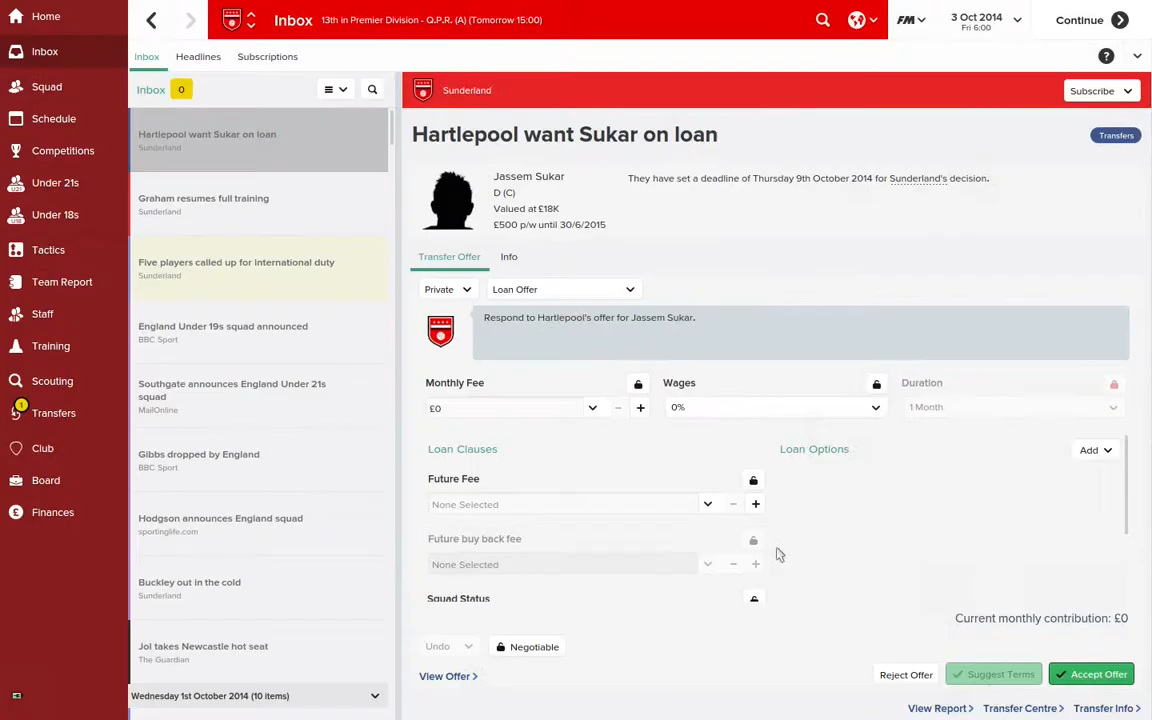 Home
Inbox
13th in Premier Division - Q.P.R. (A) (Tomorrow 15:00)
FM
3 Oct 2014
Fri 6:00
Continue
Inbox
Squad
Schedule
Competitions
Under 21s
Under 18s
Tactics
Team Report
Staff
Training
Scouting
1
Transfers
Club
Board
Finances
Inbox
Headlines
Subscriptions
?
Inbox 0
Hartlepool want Sukar on loan
Sunderland
Graham resumes full training
Sunderland
Five players called up for international duty
Sunderland
England Under 19s squad announced
BBC Sport
Southgate announces England Under 21s
squad
MailOnline
Gibbs dropped by England
BBC Sport
Hodgson announces England squad
sportinglife.com
Buckley out in the cold
Sunderland
Jol takes Newcastle hot seat
The Guardian
Wednesday 1st October 2014 (10 items)
Sunderland
Subscribe
Hartlepool want Sukar on loan
Transfers
Jassem Sukar
D (C)
Valued at £18K
£500 p/w until 30/6/2015
They have set a deadline of Thursday 9th October 2014 for Sunderland's decision.
Transfer Offer
Info
Private
Loan Offer
Respond to Hartlepool's offer for Jassem Sukar.
Monthly Fee
Wages
Duration
£0
0%
1 Month
Loan Clauses
Loan Options
Add
Future Fee
None Selected
Future buy back fee
None Selected
Squad Status
Current monthly contribution: £0
Undo
Negotiable
View Offer >
Reject Offer
Suggest Terms
Accept Offer
View Report >
Transfer Centre >
Transfer Info >